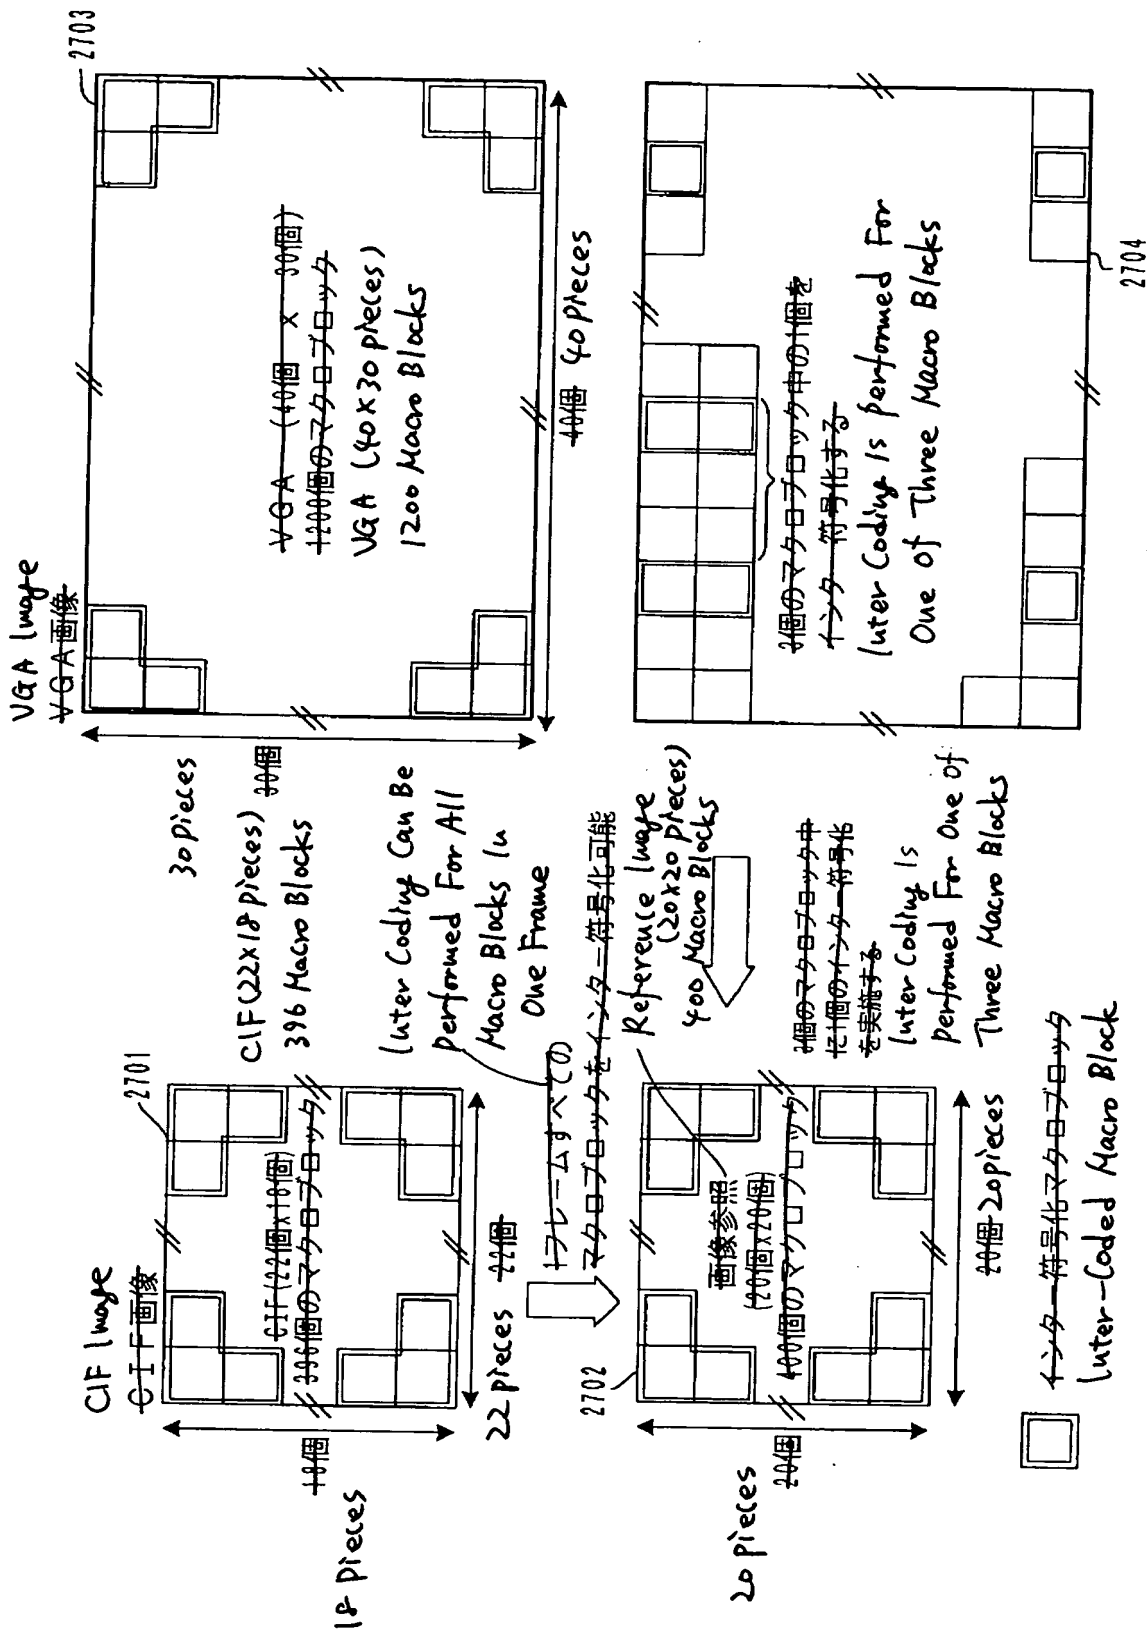 CIF Image
CIF画像
2701
CIF(22個x18個)
396個のマクロブロック
18個
18 pieces
22 pieces 22個
CIF(22x18 pieces)
396 Macro Blocks
VGA Image
VGA画像
2703
VGA (40個 x 30個)
1200個のマクロブロック
VGA (40x30 pieces)
1200 Macro Blocks
30 pieces
30個
40個 40 pieces
1フレームすべての
マクロブロックをインター符号化可能
Inter Coding Can Be
Performed For All
Macro Blocks In
One Frame
2702
画像参照
(20個x20個)
400個のマクロブロック
20個
20 pieces
20個 20 pieces
Reference Image
(20x20 pieces)
400 Macro Blocks
3個のマクロブロック中
に1個のインター符号化
を実施する
Inter Coding Is
Performed For One of
Three Macro Blocks
3個のマクロブロック中の1個を
インター符号化する
Inter Coding Is Performed For
One of Three Macro Blocks
2704
インター符号化マクロブロック
Inter-Coded Macro Block